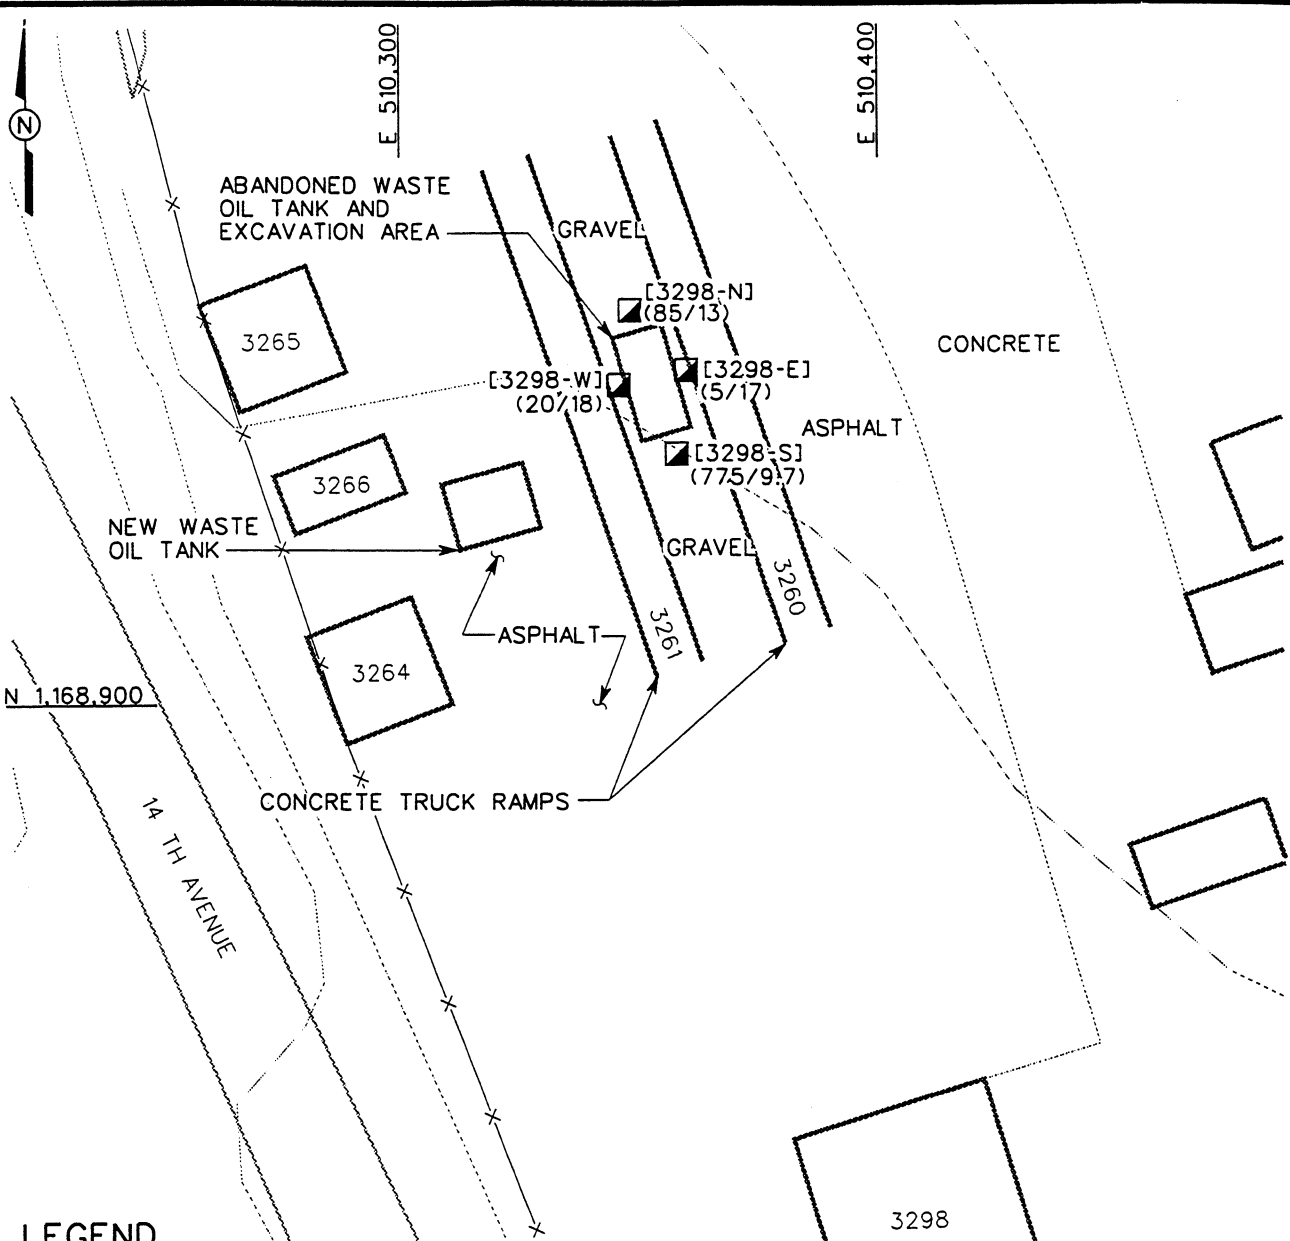 E 510,300
E 510,400
N
ABANDONED WASTE
OIL TANK AND
EXCAVATION AREA
GRAVEL
[3298-N]
(85/13)
3265
CONCRETE
[3298-W]
(20/18)
[3298-E]
(5/17)
ASPHALT
[3298-S]
(775/9.7)
3266
NEW WASTE
OIL TANK
GRAVEL
3260
3261
ASPHALT
3264
N 1,168,900
CONCRETE TRUCK RAMPS
14 TH AVENUE
3298
LEGEND